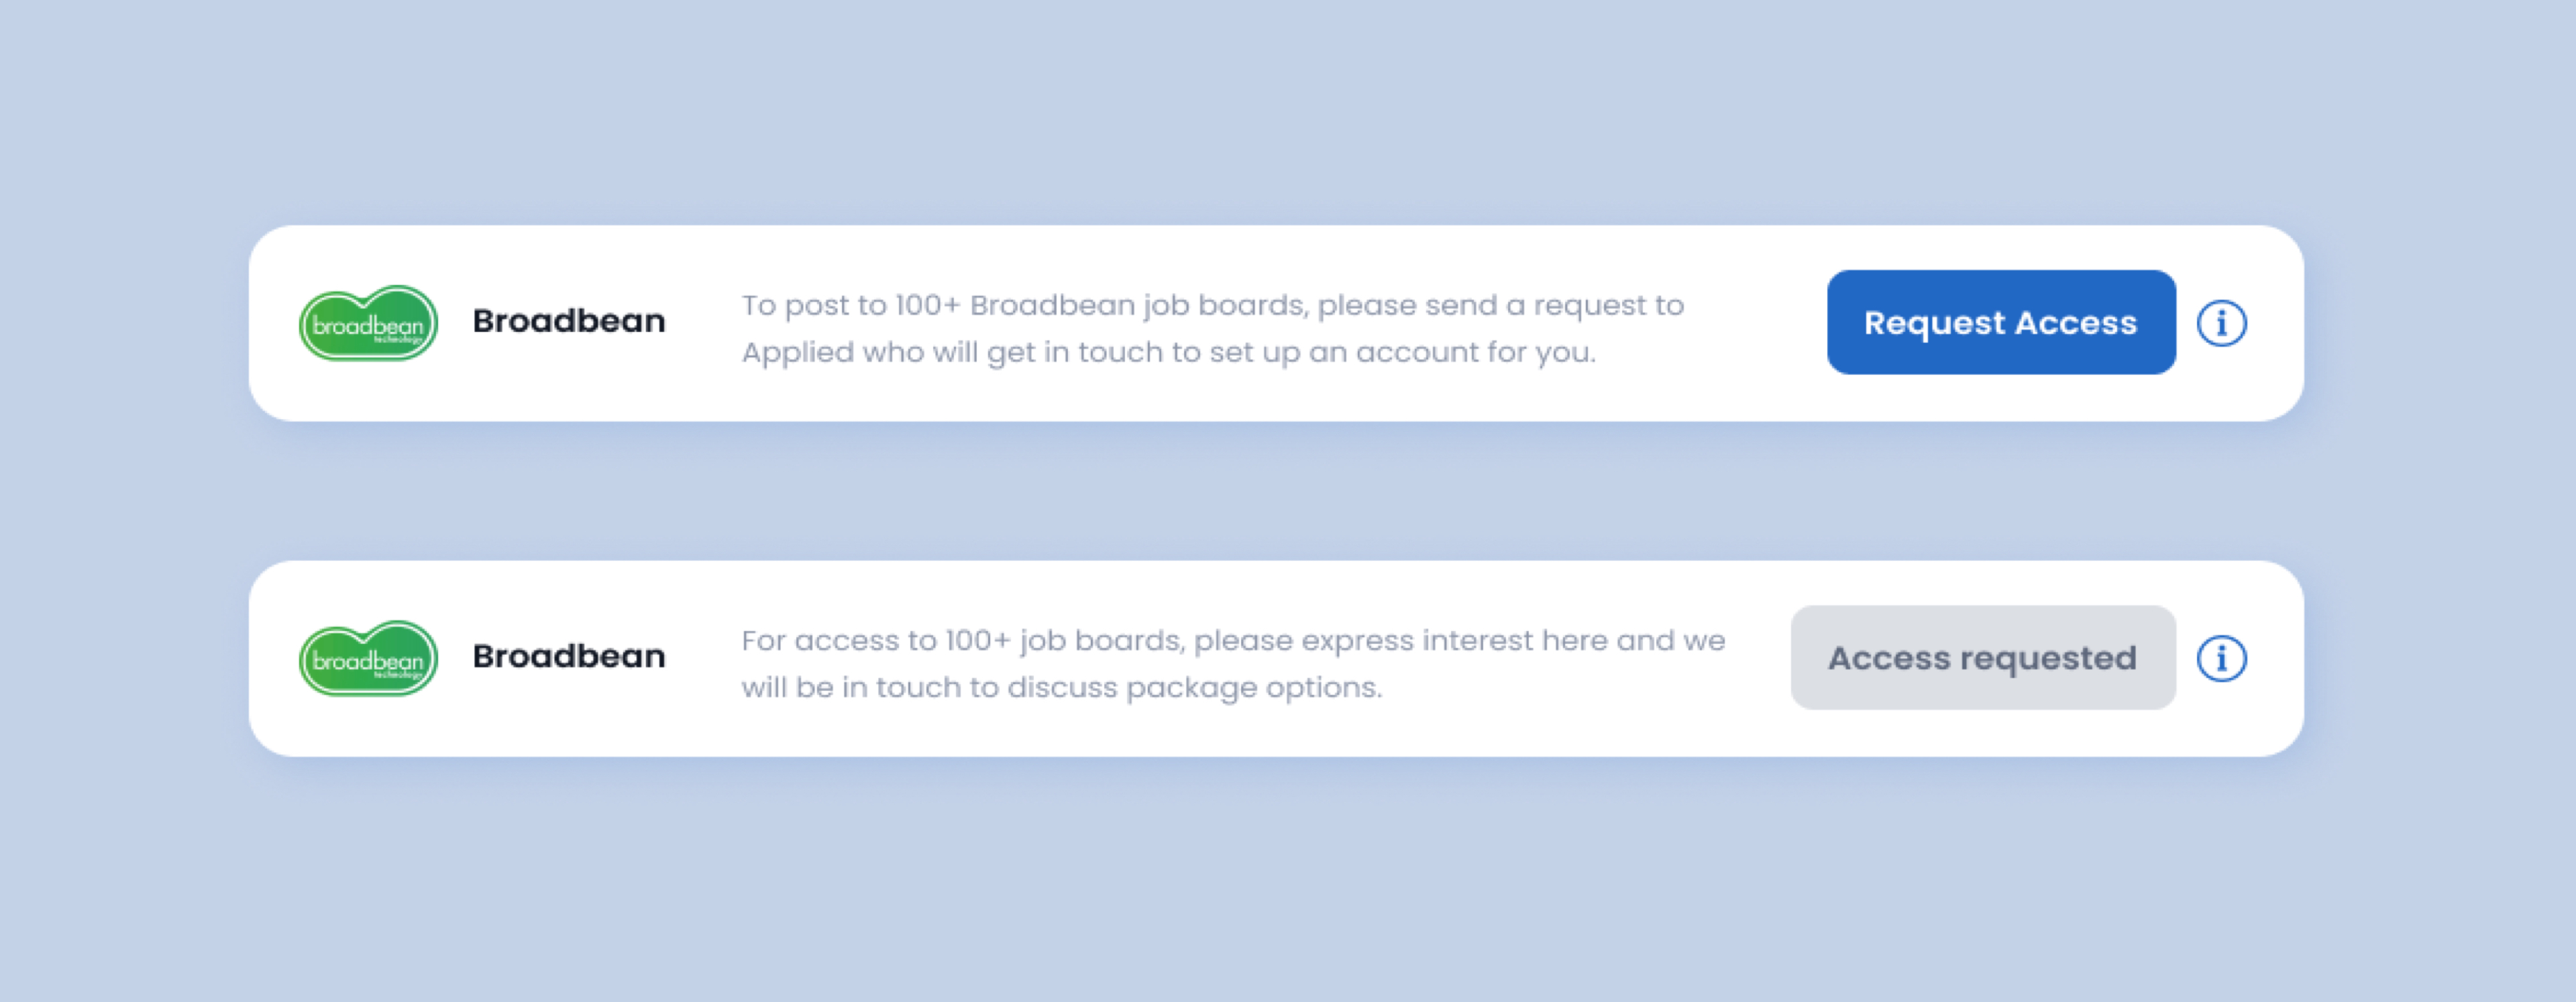 broadbean
technology
Broadbean
To post to 100+ Broadbean job boards, please send a request to
Applied who will get in touch to set up an account for you.
Request Access
i
broadbean
technology
Broadbean
For access to 100+ job boards, please express interest here and we
will be in touch to discuss package options.
Access requested
i